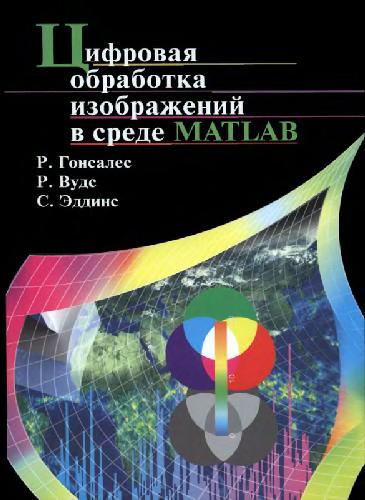 Цифровая
обработка
изображений
в среде MATLAB
Р. Гонсалес
Р. Вудс
С. Эддинс